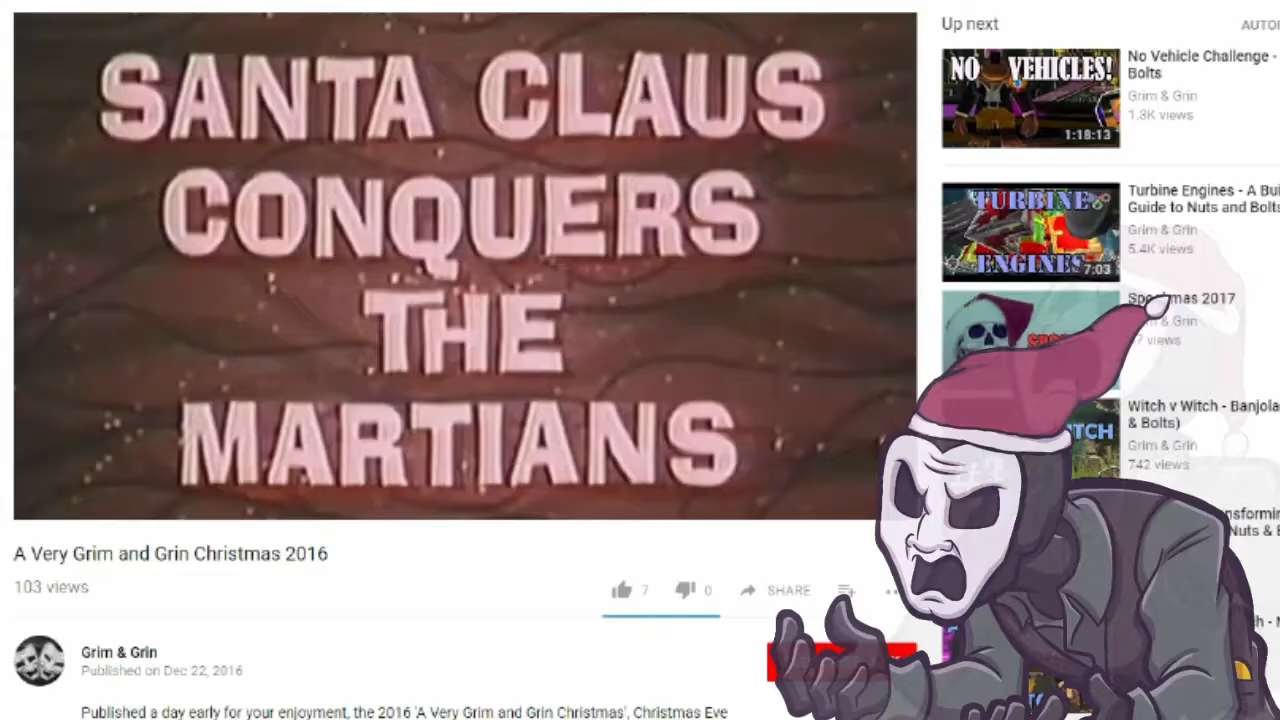 SANTA CLAUS
CONQUERS
THE
MARTIANS
A Very Grim and Grin Christmas 2016
103 views
7
0
SHARE
Grim & Grin
Published on Dec 22, 2016
Published a day early for your enjoyment, the 2016 'A Very Grim and Grin Christmas', Christmas Eve
Up next
NO VEHICLES!
1:18:13
No Vehicle Challenge -
Bolts
Grim & Grin
1.3K views
TURBINE
ENGINES
7:03
Turbine Engines - A Bui
Guide to Nuts and Bolts
Grim & Grin
5.4K views
mas 2017
& Grin
7 views
Witch v Witch - Banjola
& Bolts)
Grim & Grin
742 views